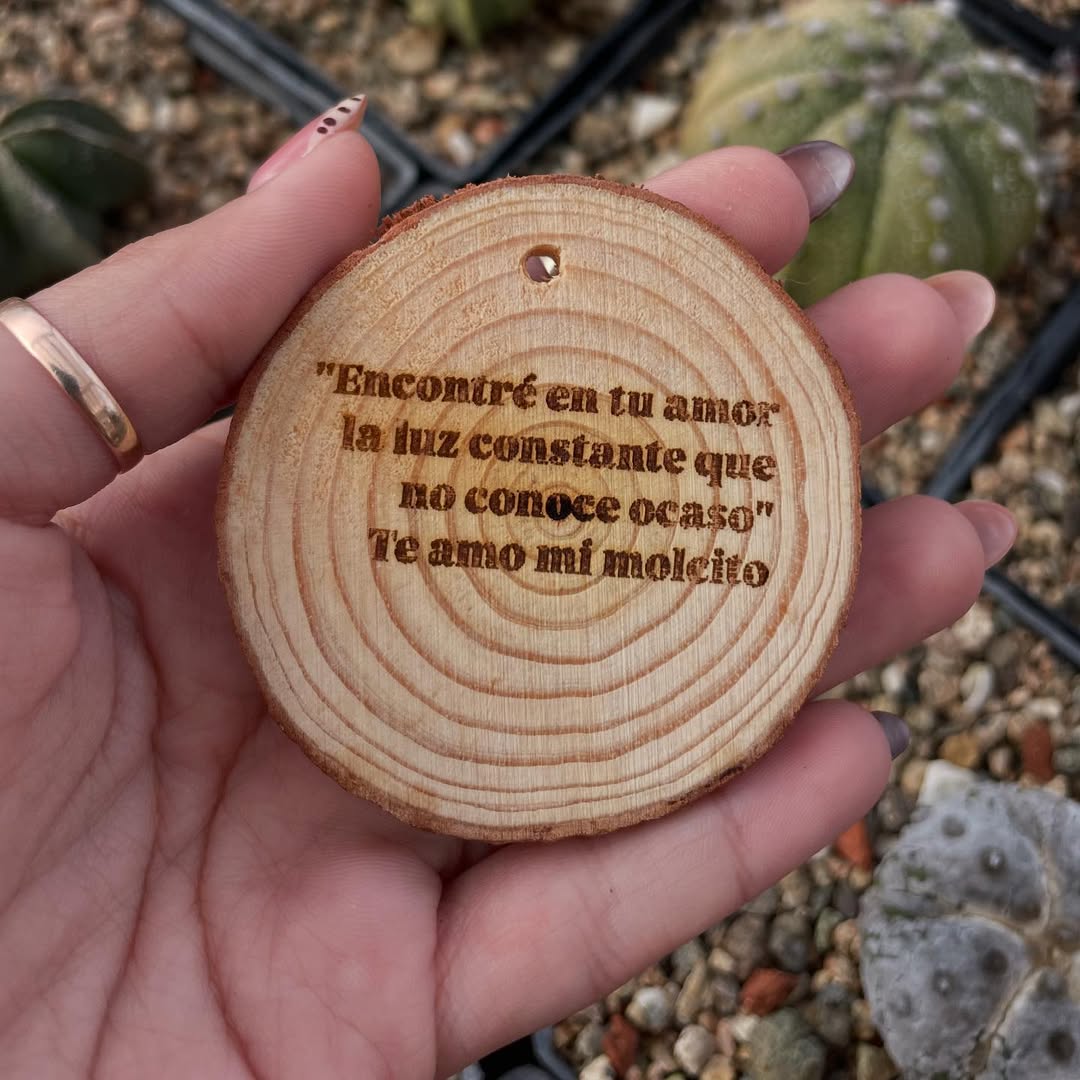 "Encontré en tu amor
la luz constante que
no conoce ocaso"
Te amo mi molcito